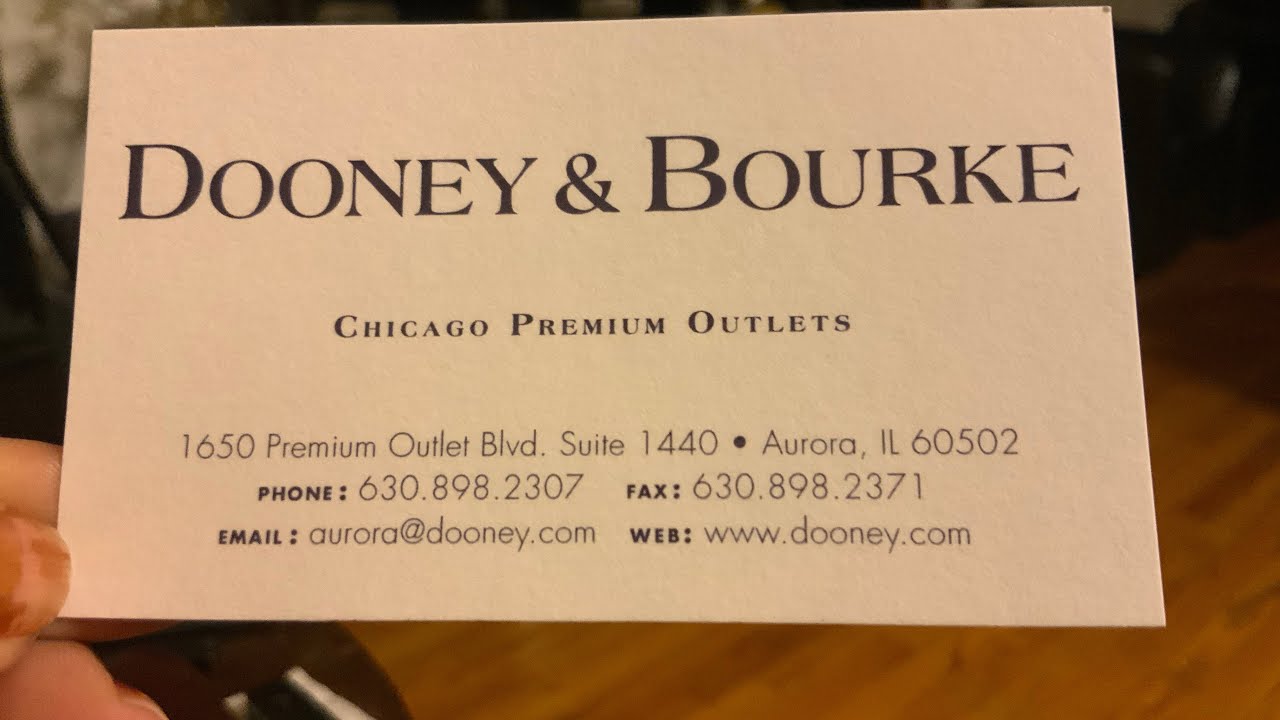 DOONEY & BOURKE
CHICAGO PREMIUM OUTLETS
1650 Premium Outlet Blvd. Suite 1440 • Aurora, IL 60502
PHONE: 630.898.2307 FAX: 630.898.2371
EMAIL: aurora@dooney.com WEB: www.dooney.com